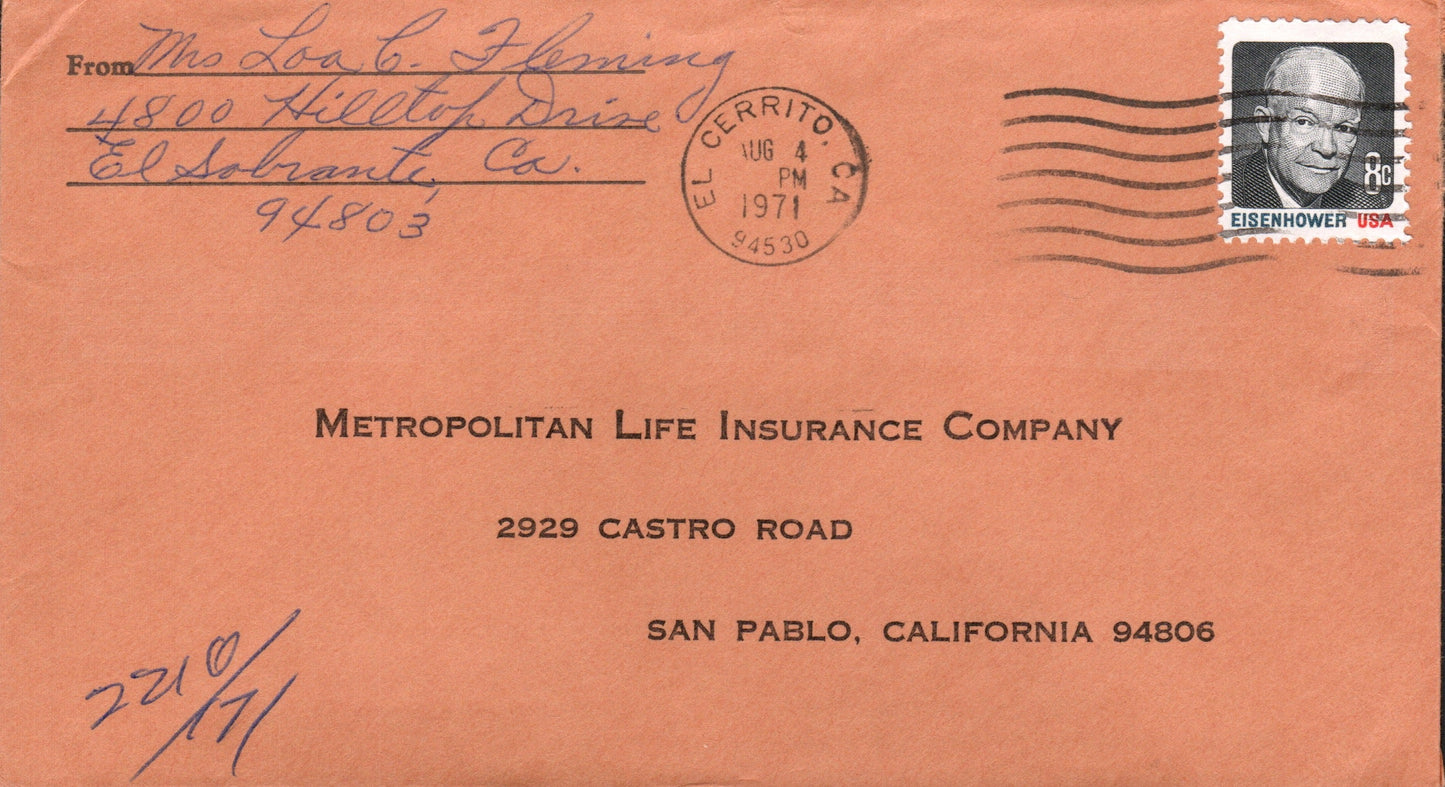 From Mrs Loa C. Fleming
4800 Hilltop Drive
El Sobrante, Ca.
94803
EL CERRITO, CA
AUG 4
PM
1971
94530
8c
EISENHOWER USA
METROPOLITAN LIFE INSURANCE COMPANY
2929 CASTRO ROAD
SAN PABLO, CALIFORNIA 94806